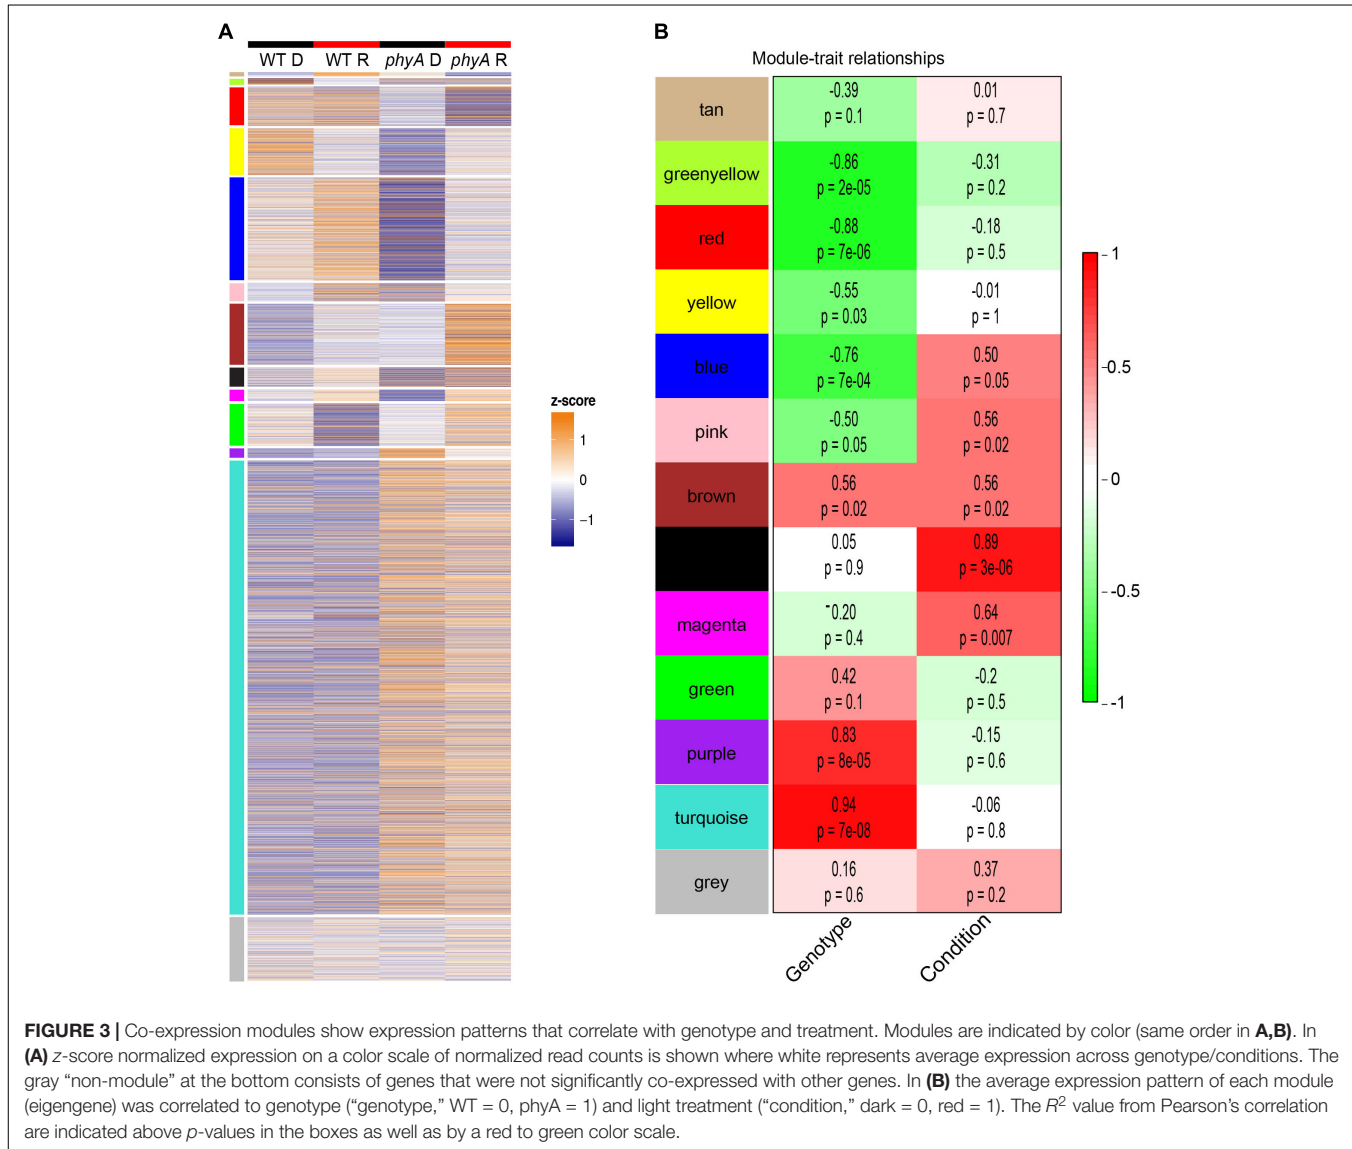 A
WT D WT R phyA D phyA R
z-score
1
0
−1
B
Module-trait relationships
tan -0.39 0.01
p = 0.1 p = 0.7
greenyellow -0.86 -0.31
p = 2e-05 p = 0.2
red -0.88 -0.18
p = 7e-06 p = 0.5
yellow -0.55 -0.01
p = 0.03 p = 1
blue -0.76 0.50
p = 7e-04 p = 0.05
pink -0.50 0.56
p = 0.05 p = 0.02
brown 0.56 0.56
p = 0.02 p = 0.02
0.05 0.89
p = 0.9 p = 3e-06
magenta -0.20 0.64
p = 0.4 p = 0.007
green 0.42 -0.2
p = 0.1 p = 0.5
purple 0.83 -0.15
p = 8e-05 p = 0.6
turquoise 0.94 -0.06
p = 7e-08 p = 0.8
grey 0.16 0.37
p = 0.6 p = 0.2
Genotype Condition
1
0.5
0
-0.5
-1
FIGURE 3 | Co-expression modules show expression patterns that correlate with genotype and treatment. Modules are indicated by color (same order in A,B). In
(A) z-score normalized expression on a color scale of normalized read counts is shown where white represents average expression across genotype/conditions. The
gray “non-module” at the bottom consists of genes that were not significantly co-expressed with other genes. In (B) the average expression pattern of each module
(eigengene) was correlated to genotype (“genotype,” WT = 0, phyA = 1) and light treatment (“condition,” dark = 0, red = 1). The R² value from Pearson’s correlation
are indicated above p-values in the boxes as well as by a red to green color scale.